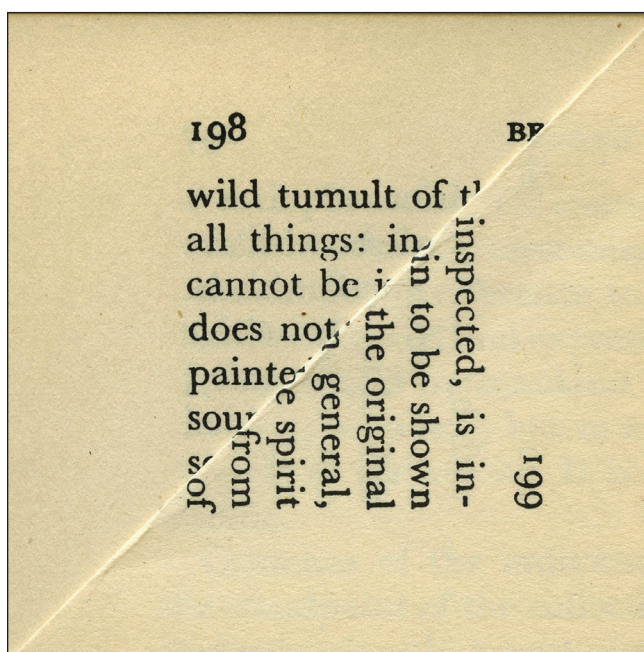 198
wild tumult of
all things: in
cannot be
does not
painte
sou
199
inspected, is in-
in to be shown
the original
general,
e spirit
from
of